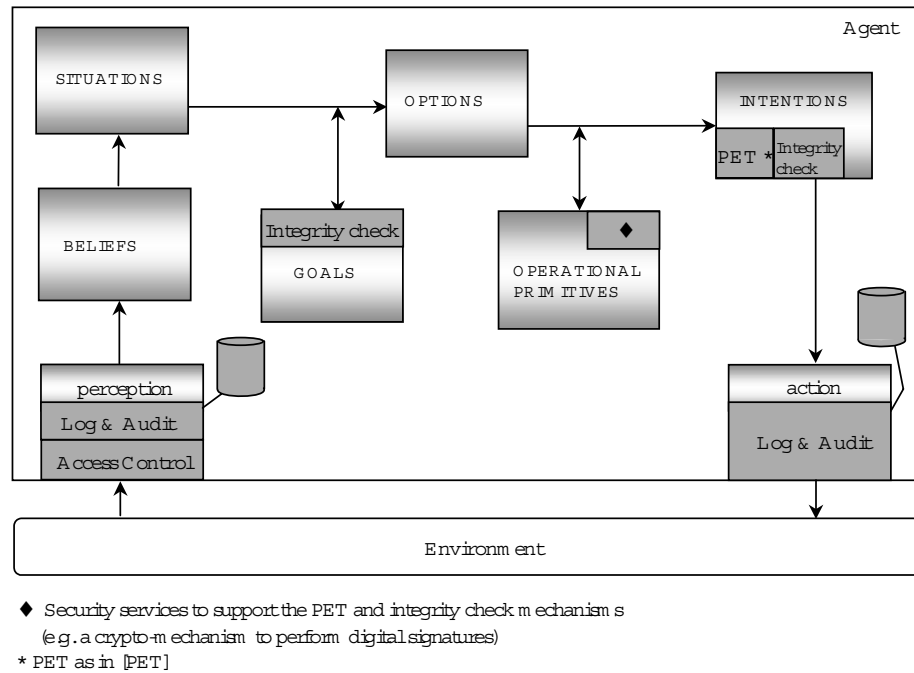 Agent
SITUATIONS
OPTIONS
INTENTIONS
PET *
Integrity
check
BELIEFS
Integrity check
GOALS
♦
OPERATIONAL
PRIMITIVES
perception
Log & Audit
Access Control
action
Log & Audit
Environment
♦ Security services to support the PET and integrity check mechanisms
(e.g. a crypto-mechanism to perform digital signatures)
* PET as in [PET]